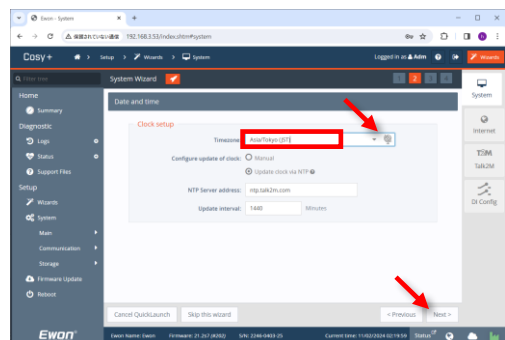 Ewon - System
保護されていない通信 192.168.3.53/index.shtm#system
Cosy+ Setup > Wizards > System Logged in as Adm Wizards
System Wizard 1 2 3 4
Home
Summary
Diagnostic
Logs
Status
Support Files
Setup
Wizards
System
Main
Communication
Storage
Firmware Update
Reboot
Date and time
Clock setup
Timezone: Asia/Tokyo (JST)
Configure update of clock: Manual
Update clock via NTP
NTP Server address: ntp.talk2m.com
Update interval: 1440 Minutes
System
Internet
T2M
Talk2M
DI Config
Cancel QuickLaunch Skip this wizard < Previous Next >
Ewon Ewon Name: Ewon Firmware: 21.2s7 (#202) S/N: 2246-0403-25 Current time: 11/02/2024 02:19:59 Status